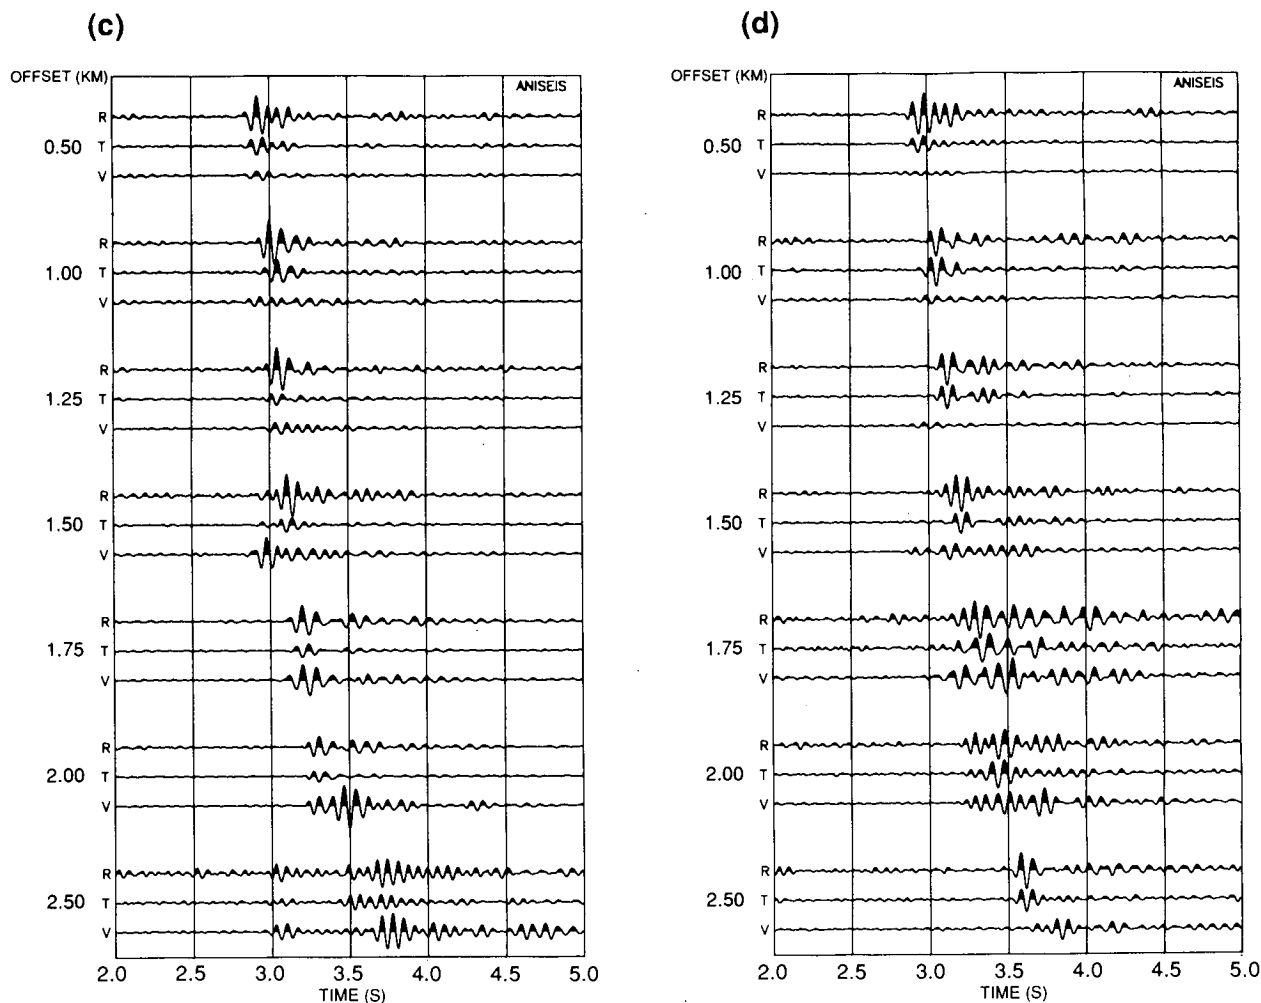 (c)
OFFSET (KM)
ANISEIS
R
0.50 T
V
R
1.00 T
V
R
1.25 T
V
R
1.50 T
V
R
1.75 T
V
R
2.00 T
V
R
2.50 T
V
2.0 2.5 3.0 3.5 4.0 4.5 5.0
TIME (S)
(d)
OFFSET (KM)
ANISEIS
R
0.50 T
V
R
1.00 T
V
R
1.25 T
V
R
1.50 T
V
R
1.75 T
V
R
2.00 T
V
R
2.50 T
V
2.0 2.5 3.0 3.5 4.0 4.5 5.0
TIME (S)